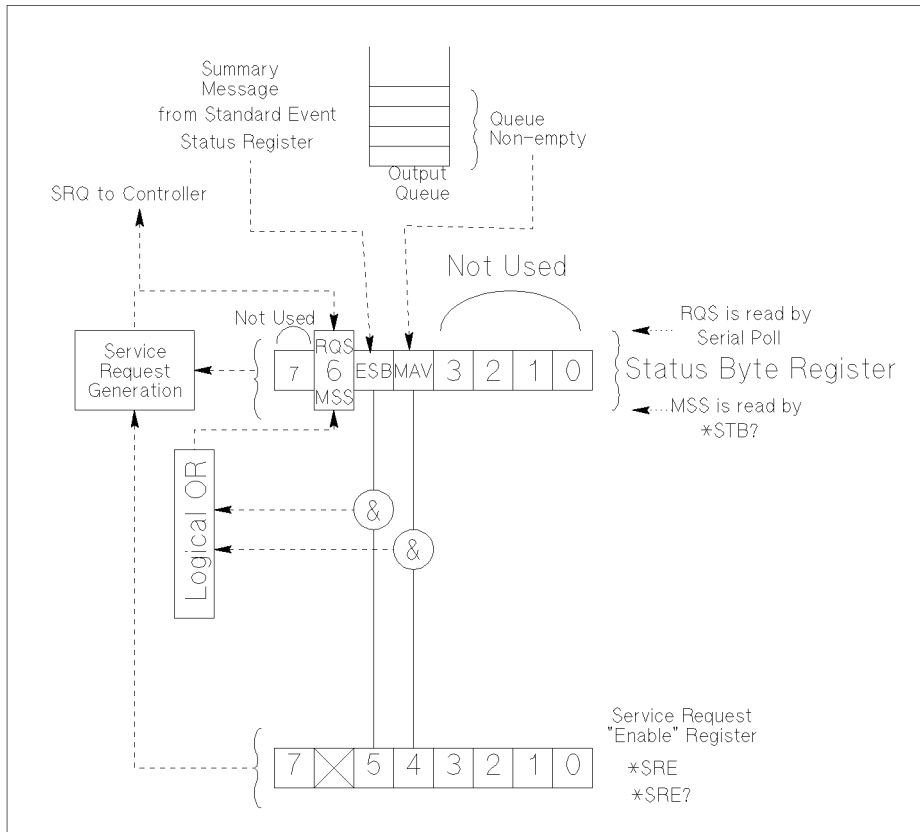 Summary
Message
from Standard Event
Status Register
Queue
Non-empty
Output
Queue
SRQ to Controller
Not Used
Not Used
RQS is read by
Serial Poll
Service
Request
Generation
7
RQS
6
MSS
ESB
MAV
3
2
1
0
Status Byte Register
MSS is read by
*STB?
Logical OR
&
&
7
5
4
3
2
1
0
Service Request
"Enable" Register
*SRE
*SRE?